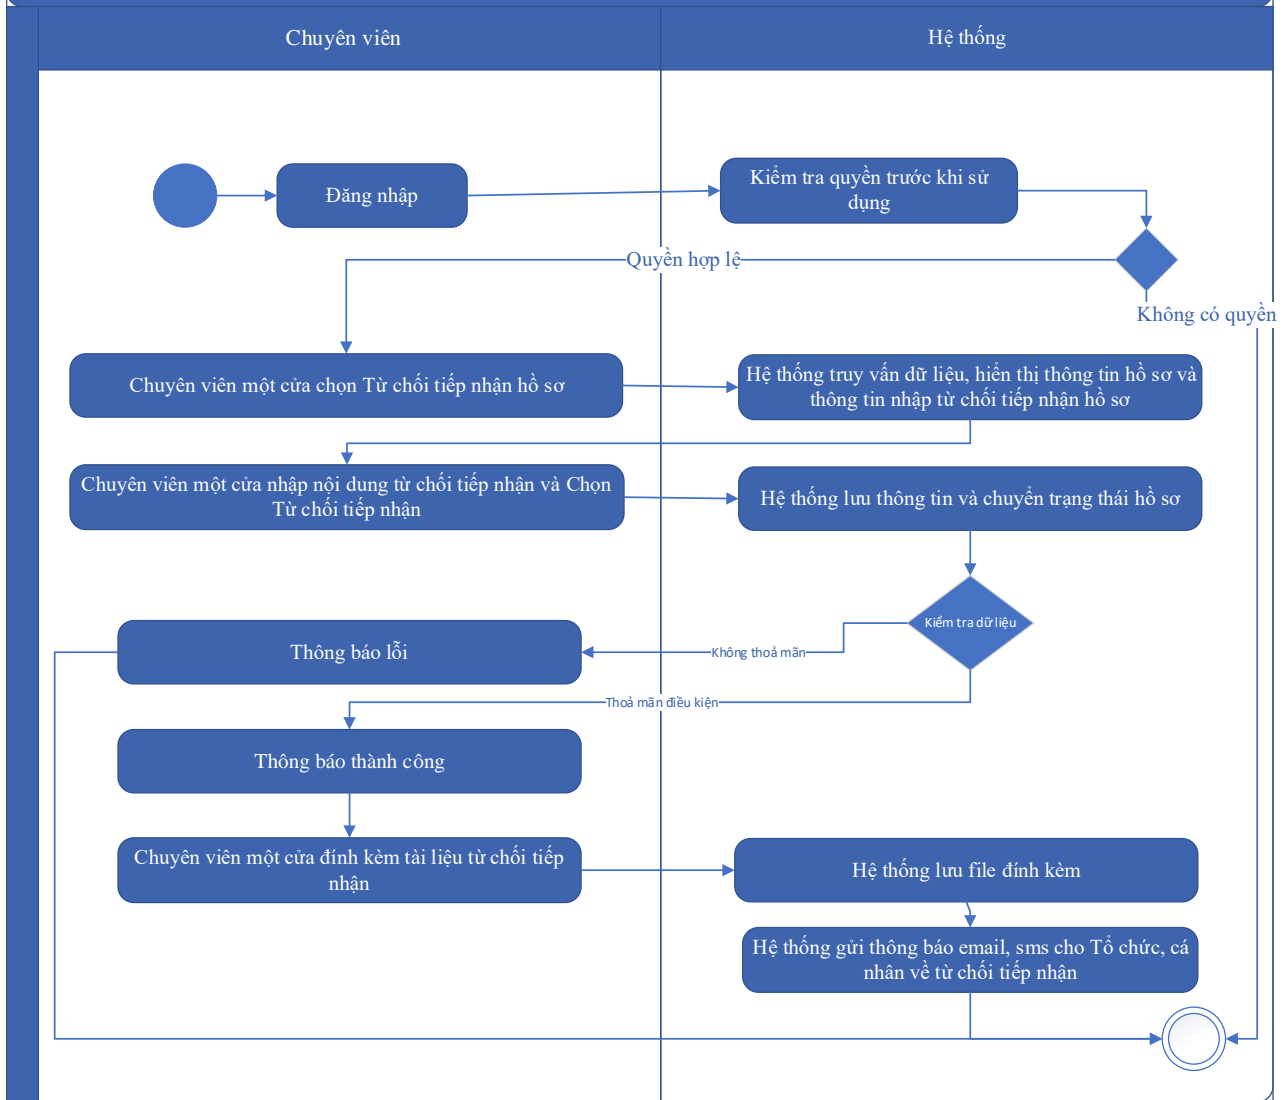 Chuyên viên
Hệ thống
Đăng nhập
Kiểm tra quyền trước khi sử
dụng
Quyền hợp lệ
Không có quyền
Chuyên viên một cửa chọn Từ chối tiếp nhận hồ sơ
Hệ thống truy vấn dữ liệu, hiển thị thông tin hồ sơ và
thông tin nhập từ chối tiếp nhận hồ sơ
Chuyên viên một cửa nhập nội dung từ chối tiếp nhận và Chọn
Từ chối tiếp nhận
Hệ thống lưu thông tin và chuyển trạng thái hồ sơ
Kiểm tra dữ liệu
Thông báo lỗi
Không thoả mãn
Thoả mãn điều kiện
Thông báo thành công
Chuyên viên một cửa đính kèm tài liệu từ chối tiếp
nhận
Hệ thống lưu file đính kèm
Hệ thống gửi thông báo email, sms cho Tổ chức, cá
nhân về từ chối tiếp nhận